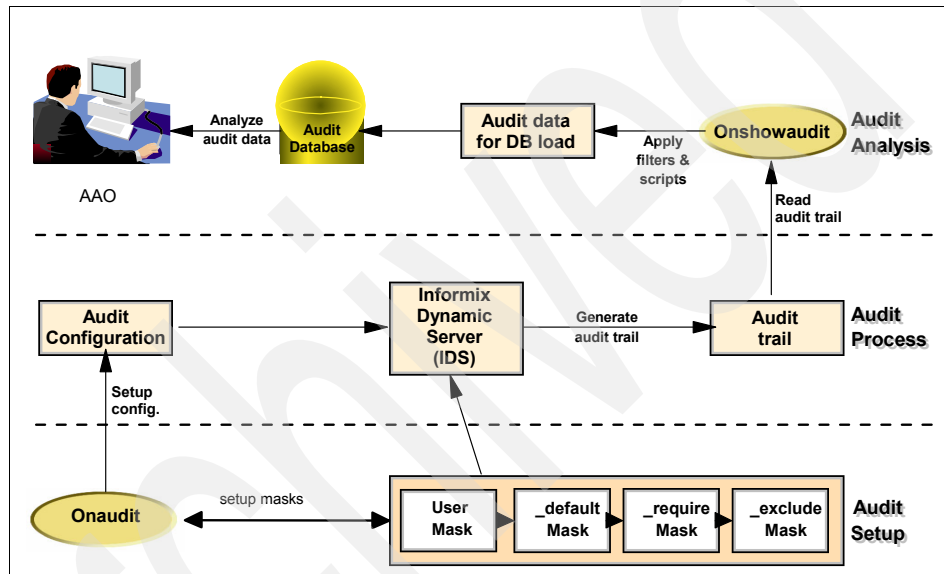 Analyze
audit data
Audit
Database
Audit data
for DB load
Apply
filters &
scripts
Onshowaudit
Audit
Analysis
AAO
Read
audit trail
Audit
Configuration
Informix
Dynamic
Server
(IDS)
Generate
audit trail
Audit
trail
Audit
Process
Setup
config.
Onaudit
setup masks
User
Mask
_default
Mask
_require
Mask
_exclude
Mask
Audit
Setup